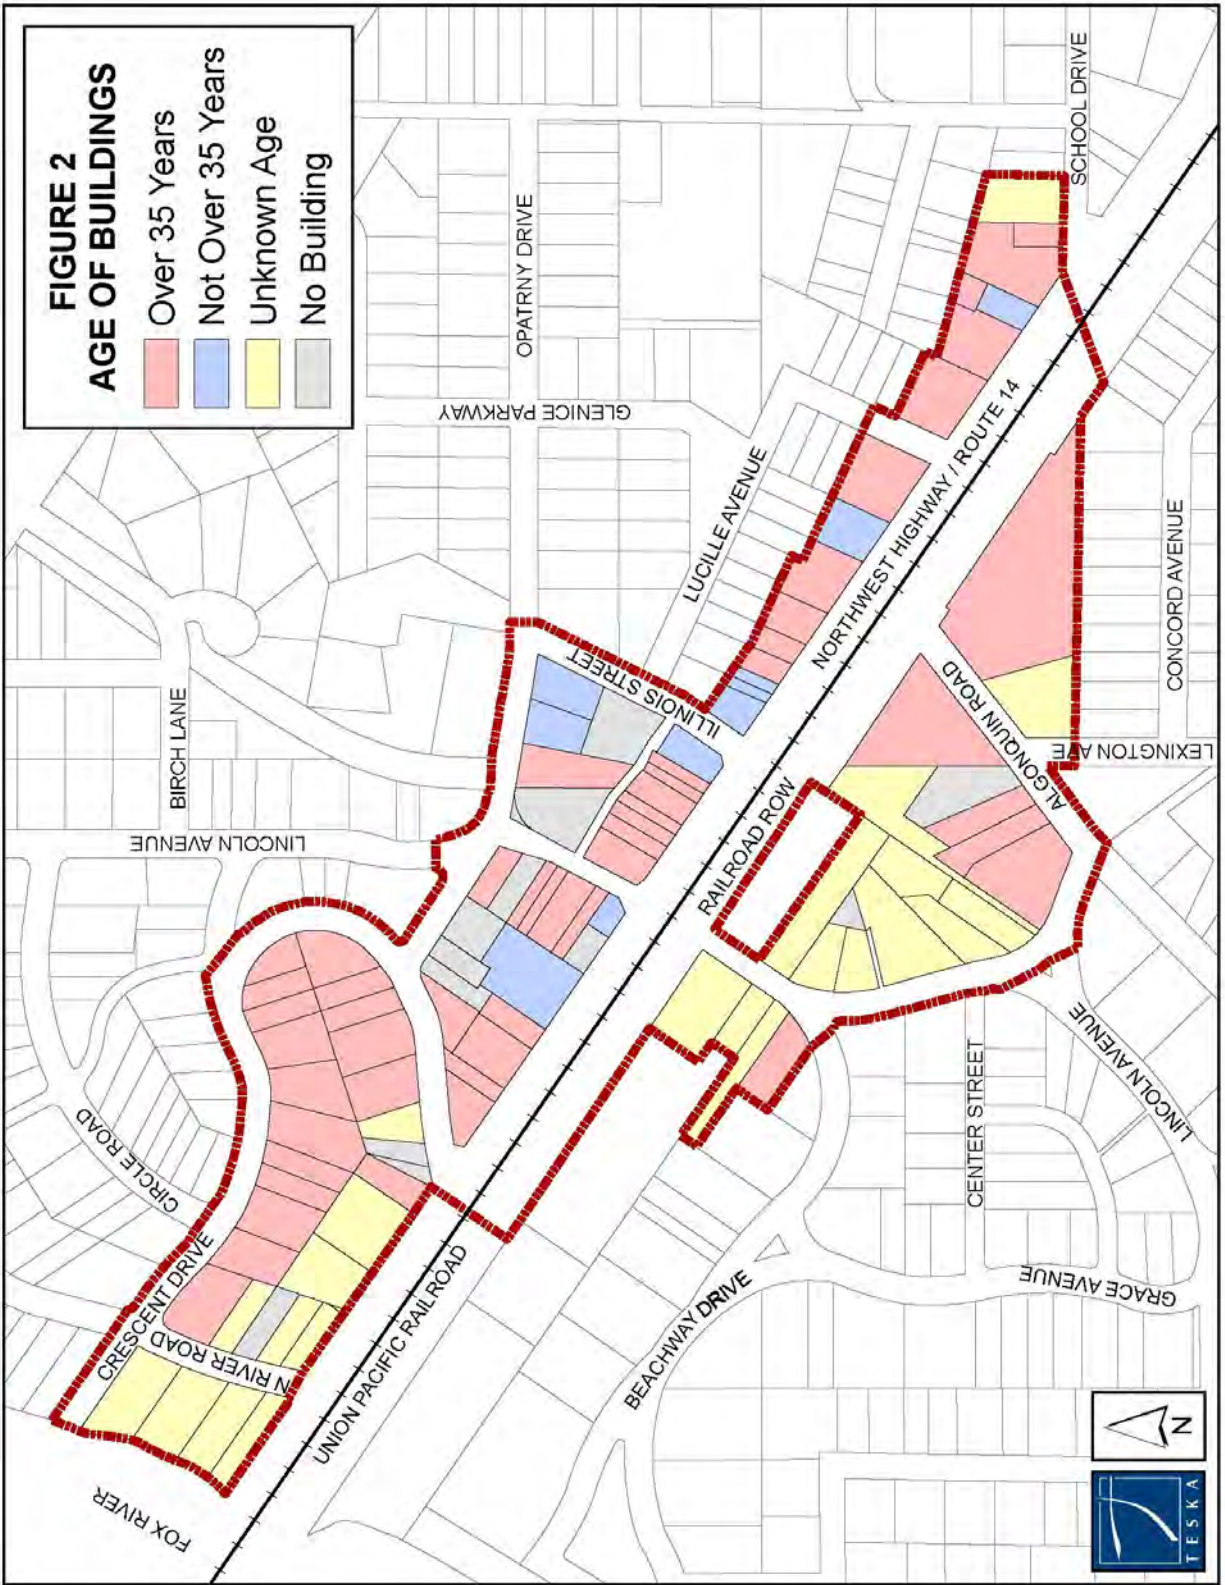 FIGURE 2
AGE OF BUILDINGS
Over 35 Years
Not Over 35 Years
Unknown Age
No Building
FOX RIVER
CRESCENT DRIVE
N RIVER ROAD
CIRCLE ROAD
LINCOLN AVENUE
BIRCH LANE
OPATRNY DRIVE
GLENICE PARKWAY
LUCILLE AVENUE
ILLINOIS STREET
SCHOOL DRIVE
UNION PACIFIC RAILROAD
RAILROAD ROW
NORTHWEST HIGHWAY / ROUTE 14
BEACHWAY DRIVE
ALGONQUIN ROAD
GRACE AVENUE
CENTER STREET
LINCOLN AVENUE
LEXINGTON AVE
CONCORD AVENUE
TESKA
N